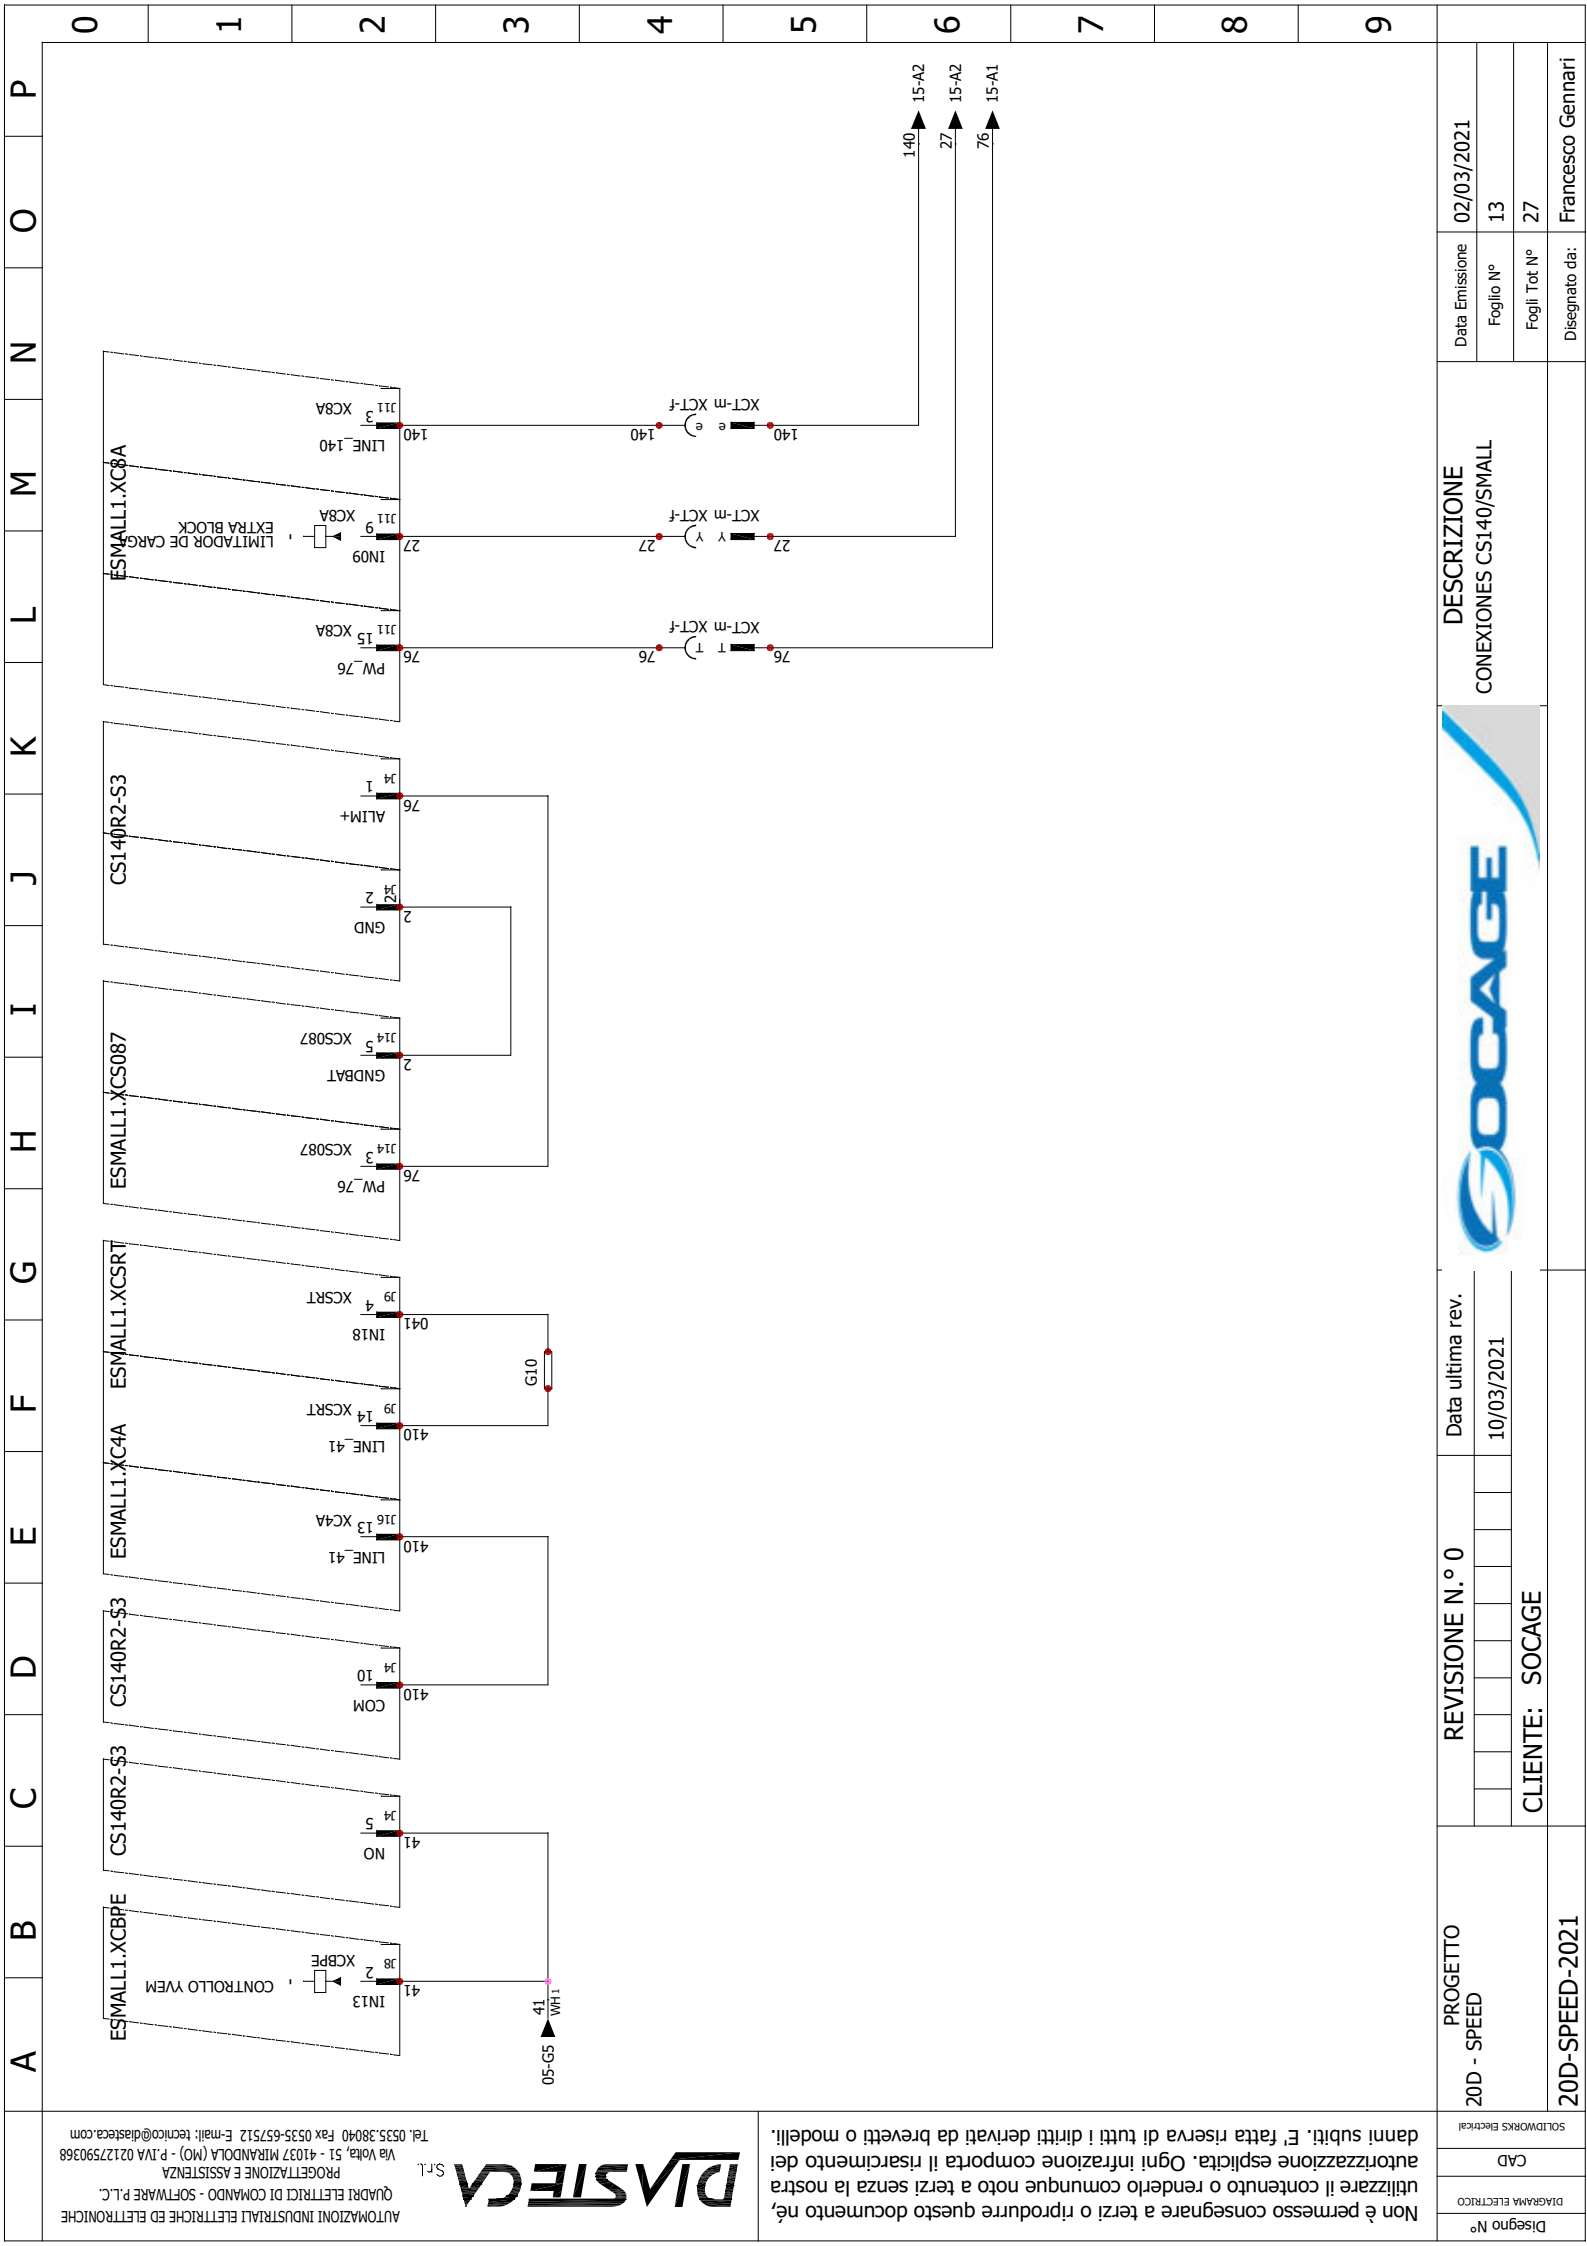 A B C D E F G H I J K L M N O P
0 1 2 3 4 5 6 7 8 9
ESMALL1.XCBPE
CONTROLLO YVEM
-
XCBPE
2
J8
IN13
41
41
WH 1
05-G5
CS140R2-S3
5
J4
NO
41
CS140R2-S3
10
J4
COM
410
ESMALL1.XC4A
XC4A
13
J16
LINE_41
410
ESMALL1.XCSRT
XCSRT
14
J9
LINE_41
410
XCSRT
4
J9
IN18
041
G10
ESMALL1.XCS087
XCS087
3
J14
PW_76
76
XCS087
5
J14
GNDBAT
2
CS140R2-S3
2
J4
2
GND
2
1
J4
ALIM+
76
ESMALL1.XC8A
XC8A
15
J11
PW_76
76
76
T T
XCT-m XCT-f
76
LIMITADOR DE CARGA
EXTRA BLOCK
-
XC8A
9
J11
IN09
27
27
Y Y
XCT-m XCT-f
27
XC8A
3
J11
LINE_140
140
140
e e
XCT-m XCT-f
140
140 15-A2
27 15-A2
76 15-A1
AUTOMAZIONI INDUSTRIALI ELETTRICHE ED ELETTRONICHE
QUADRI ELETTRICI DI COMANDO - SOFTWARE P.L.C.
PROGETTAZIONE E ASSISTENZA
Via Volta, 51 - 41037 MIRANDOLA (MO) - P.IVA 02127590368
Tel. 0535.38040 Fax 0535-657512 E-mail: tecnico@diasteca.com
DIASTECA S.r.l.
Non è permesso consegnare a terzi o riprodurre questo documento né,
utilizzare il contenuto o renderlo comunque noto a terzi senza la nostra
autorizzazzione esplicita. Ogni infrazione comporta il risarcimento dei
danni subiti. E' fatta riserva di tutti i diritti derivati da brevetti o modelli.
Disegno N°
DIAGRAMA ELECTRICO
CAD
SOLIDWORKS Electrical
PROGETTO
20D - SPEED
20D-SPEED-2021
REVISIONE N.° 0
Data ultima rev.
10/03/2021
CLIENTE: SOCAGE
SOCAGE
DESCRIZIONE
CONEXIONES CS140/SMALL
Data Emissione 02/03/2021
Foglio N° 13
Fogli Tot N° 27
Disegnato da: Francesco Gennari